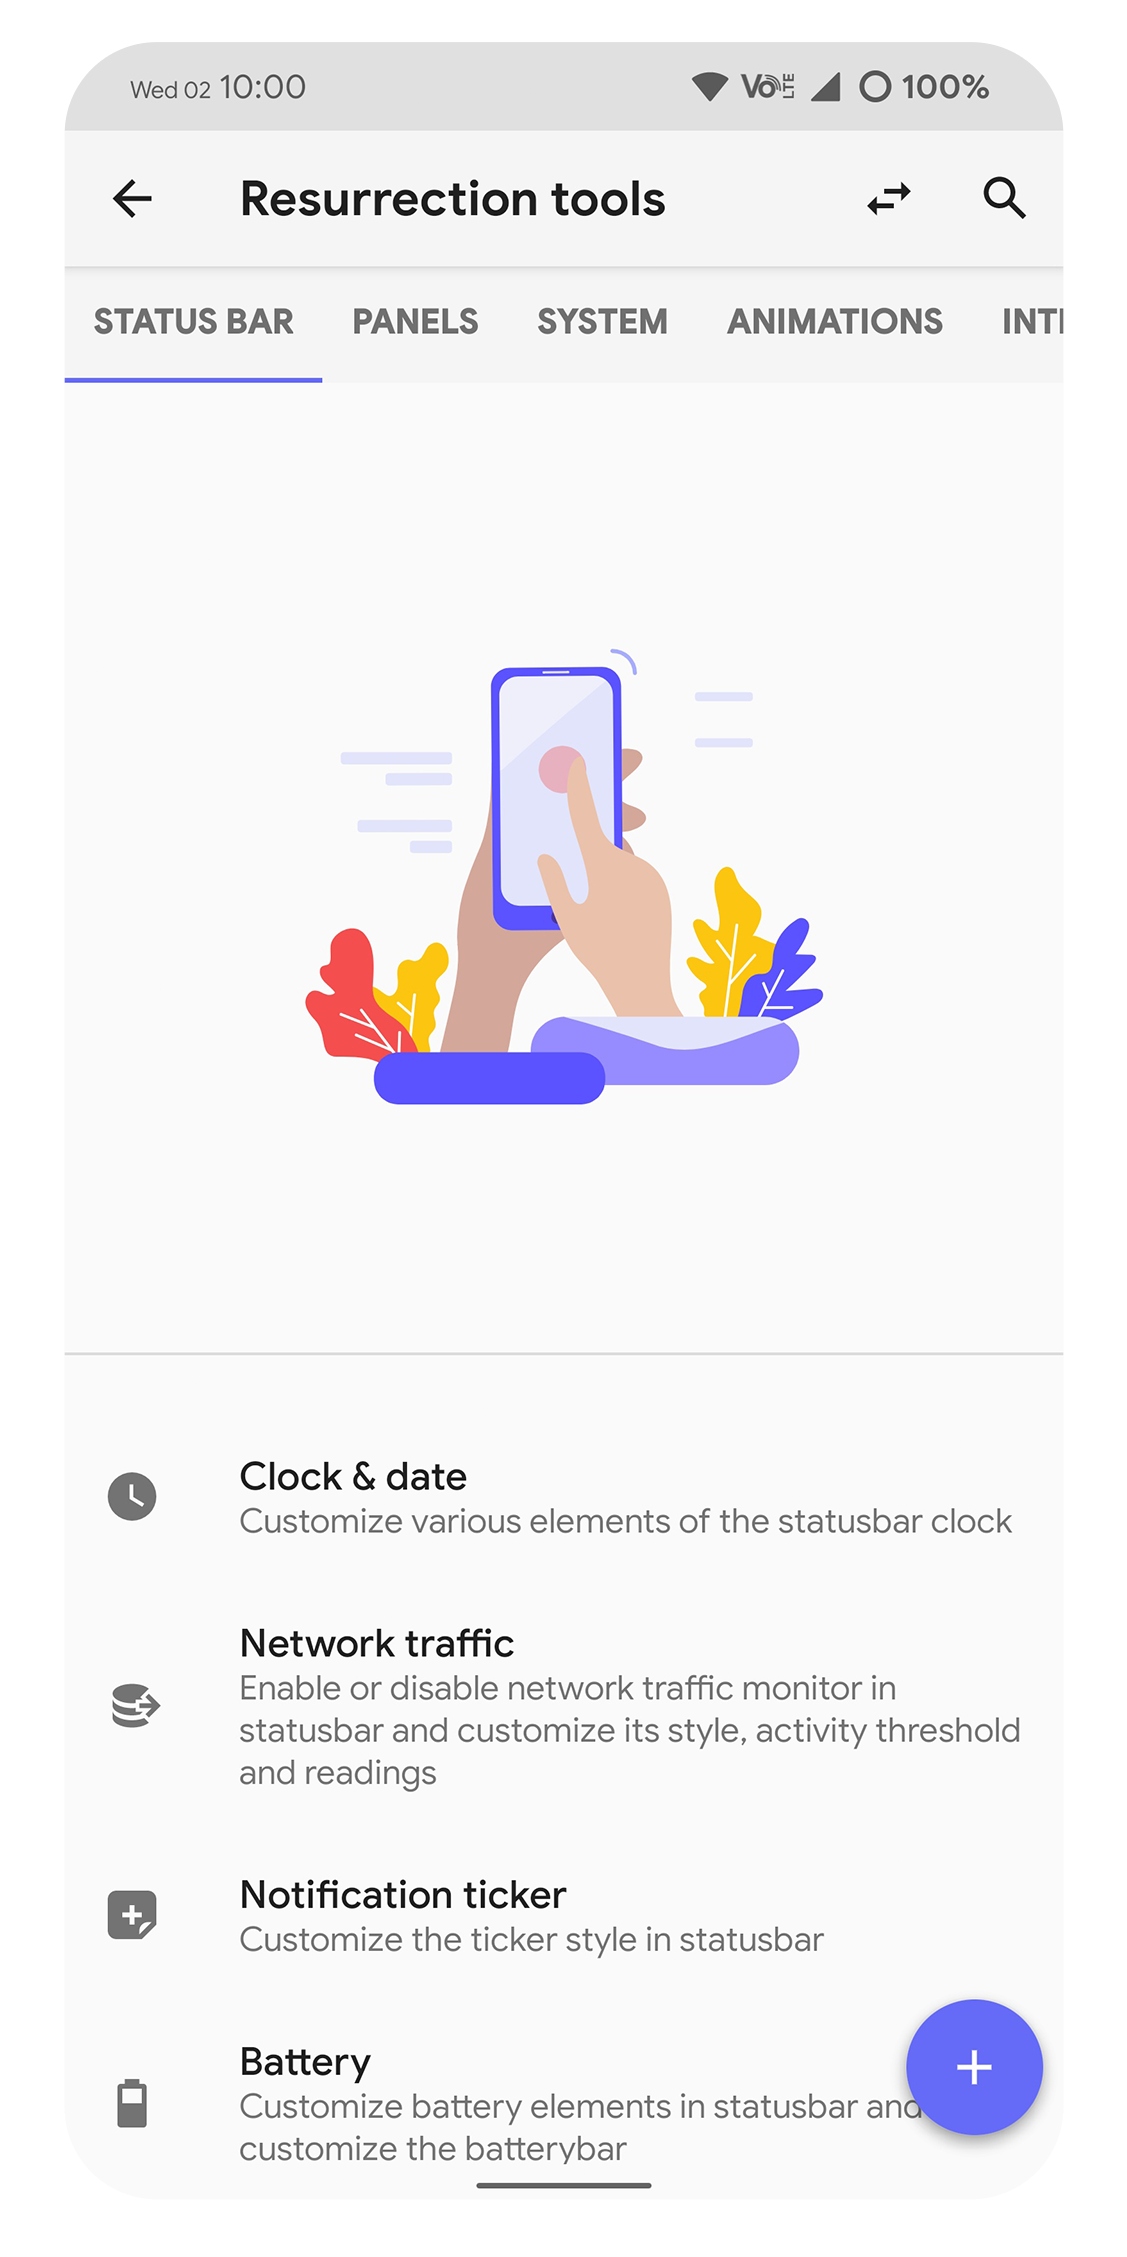 Wed 02 10:00 VoLTE 100%
Resurrection tools
STATUS BAR PANELS SYSTEM ANIMATIONS
Clock & date
Customize various elements of the statusbar clock
Network traffic
Enable or disable network traffic monitor in
statusbar and customize its style, activity threshold
and readings
Notification ticker
Customize the ticker style in statusbar
Battery
Customize battery elements in statusbar and
customize the batterybar